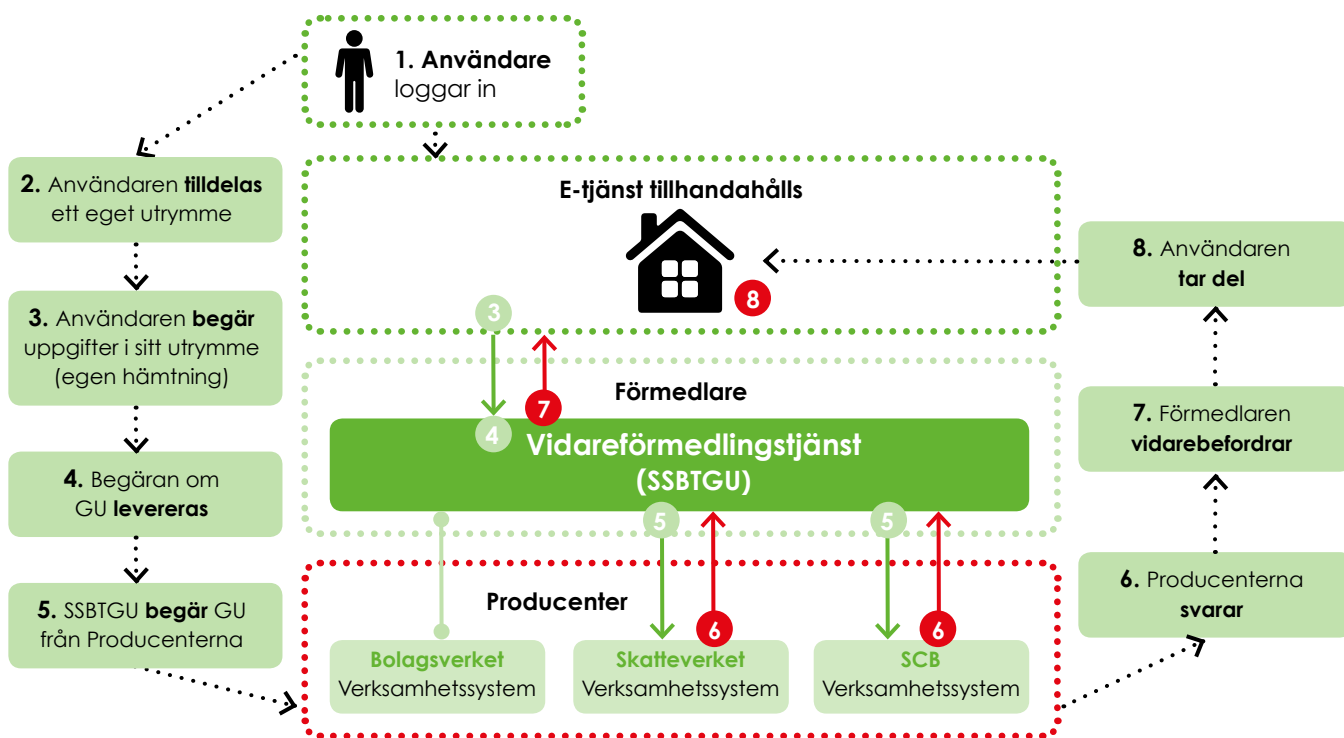 1. Användare
loggar in
2. Användaren tilldelas
ett eget utrymme
3. Användaren begär
uppgifter i sitt utrymme
(egen hämtning)
4. Begäran om
GU levereras
5. SSBTGU begär GU
från Producenterna
E-tjänst tillhandahålls
8
3
7
Förmedlare
4
Vidareförmedlingstjänst
(SSBTGU)
5
5
Producenter
6
6
Bolagsverket
Verksamhetssystem
Skatteverket
Verksamhetssystem
SCB
Verksamhetssystem
6. Producenterna
svarar
7. Förmedlaren
vidarebefordrar
8. Användaren
tar del